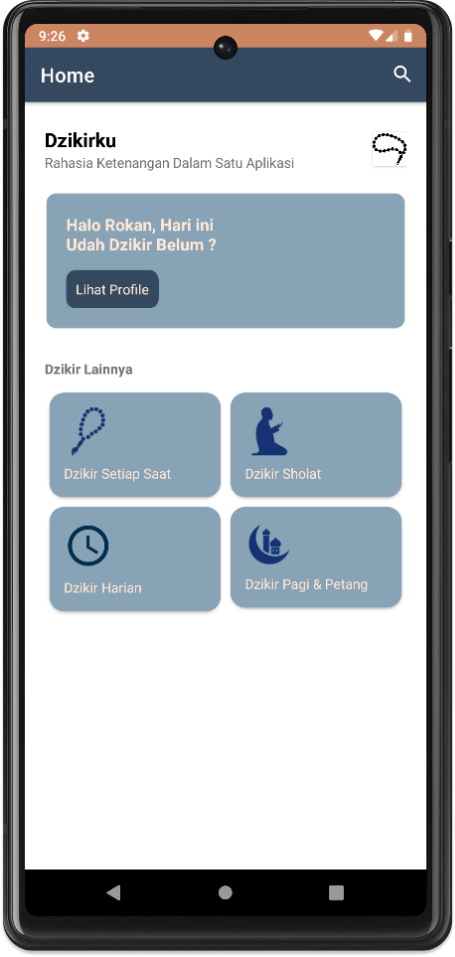 9:26
Home
Dzikirku
Rahasia Ketenangan Dalam Satu Aplikasi
Halo Rokan, Hari ini
Udah Dzikir Belum ?
Lihat Profile
Dzikir Lainnya
Dzikir Setiap Saat
Dzikir Sholat
Dzikir Harian
Dzikir Pagi & Petang